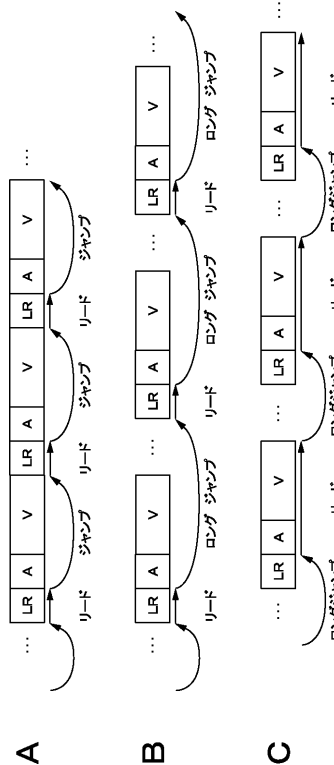 A
… LR A V LR A V LR A V …
リード ジャンプ リード ジャンプ リード ジャンプ
B
… LR A V … LR A V … LR A V …
リード ロング ジャンプ リード ロング ジャンプ リード ロング ジャンプ
C
… LR A V … LR A V … LR A V …
ロングジャンプ リード ロングジャンプ リード ロングジャンプ リード